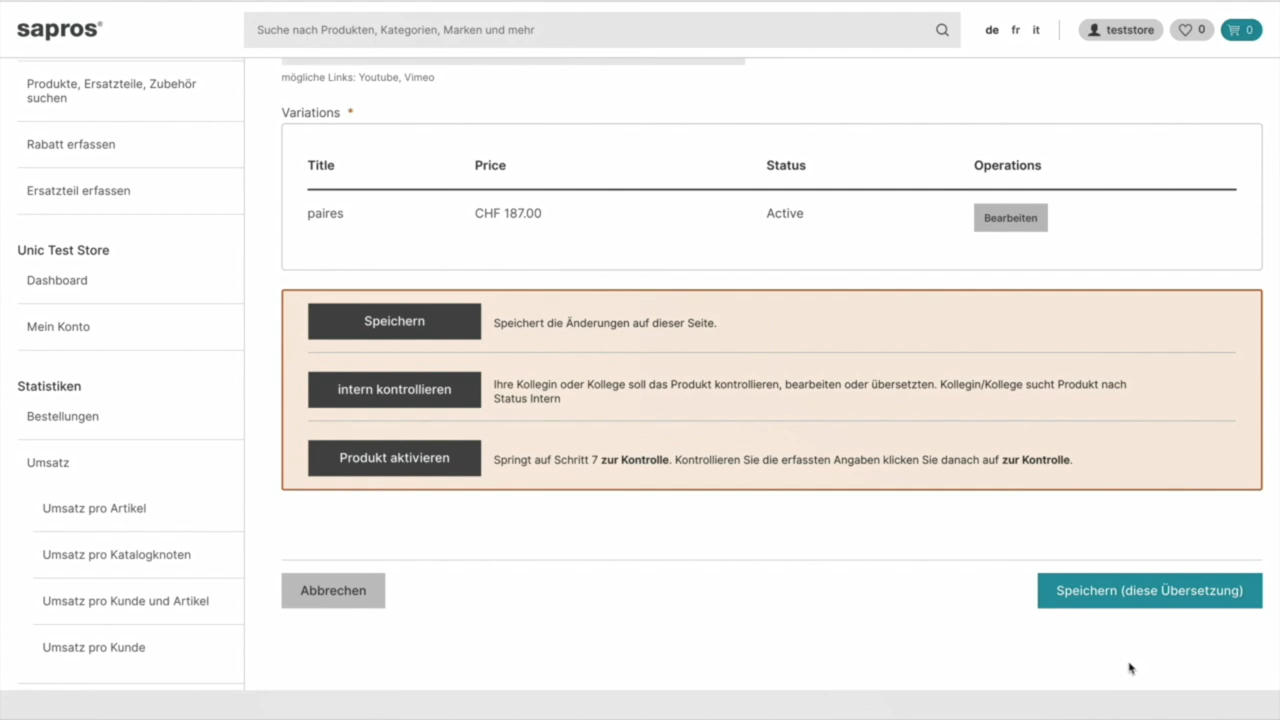 sapros®
Suche nach Produkten, Kategorien, Marken und mehr
de fr it
teststore
0
0
Produkte, Ersatzteile, Zubehör
suchen
Rabatt erfassen
Ersatzteil erfassen
Unic Test Store
Dashboard
Mein Konto
Statistiken
Bestellungen
Umsatz
Umsatz pro Artikel
Umsatz pro Katalogknoten
Umsatz pro Kunde und Artikel
Umsatz pro Kunde
mögliche Links: Youtube, Vimeo
Variations *
Title Price Status Operations
paires CHF 187.00 Active Bearbeiten
Speichern
Speichert die Änderungen auf dieser Seite.
intern kontrollieren
Ihre Kollegin oder Kollege soll das Produkt kontrollieren, bearbeiten oder übersetzten. Kollegin/Kollege sucht Produkt nach
Status Intern
Produkt aktivieren
Springt auf Schritt 7 zur Kontrolle. Kontrollieren Sie die erfassten Angaben klicken Sie danach auf zur Kontrolle.
Abbrechen
Speichern (diese Übersetzung)